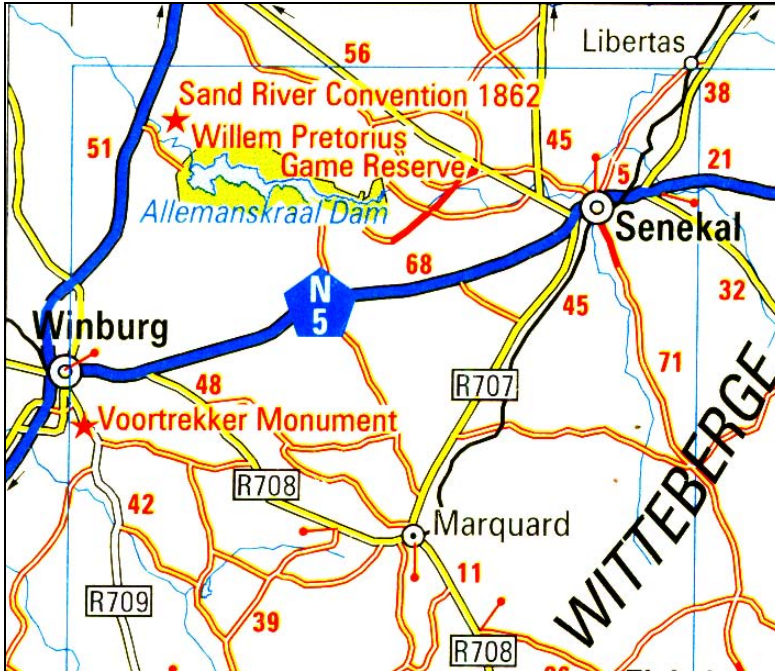 Libertas
56
Sand River Convention 1862
38
51
Willem Pretorius
45
Game Reserve
5
21
Allemanskraal Dam
Senekal
68
N
5
32
45
Winburg
71
R707
48
Voortrekker Monument
WITTEBERGE
R708
42
Marquard
11
R709
39
R708